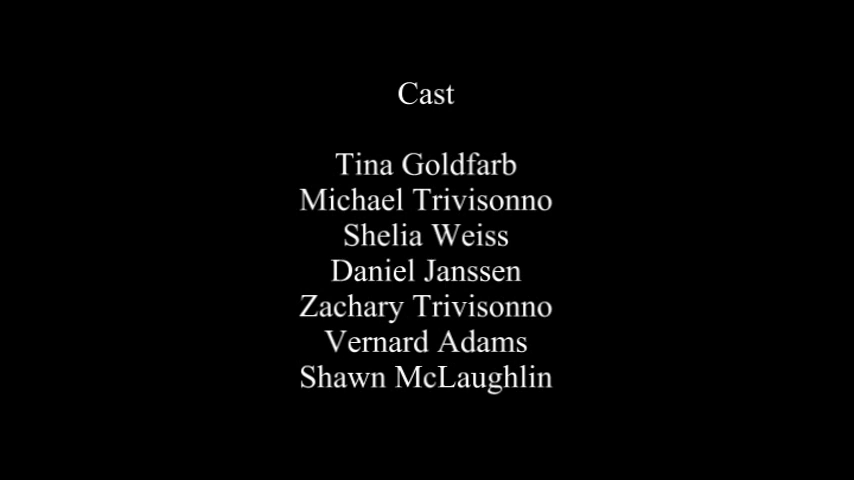 Cast
Tina Goldfarb
Michael Trivisonno
Shelia Weiss
Daniel Janssen
Zachary Trivisonno
Vernard Adams
Shawn McLaughlin